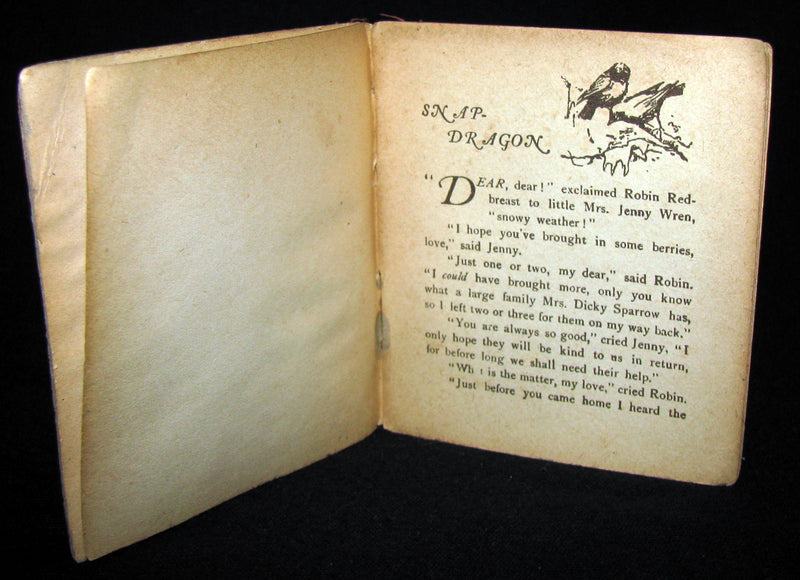 SNAP-
DRAGON.
"DEAR, dear!" exclaimed Robin Red-
breast to little Mrs. Jenny Wren,
"snowy weather!"
"I hope you've brought in some berries,
love," said Jenny.
"Just one or two, my dear," said Robin.
"I could have brought more, only you know
what a large family Mrs. Dicky Sparrow has,
so I left two or three for them on my way back."
"You are always so good," cried Jenny, "I
only hope they will be kind to us in return,
for before long we shall need their help."
"Wh t is the matter, my love," cried Robin.
"Just before you came home I heard the